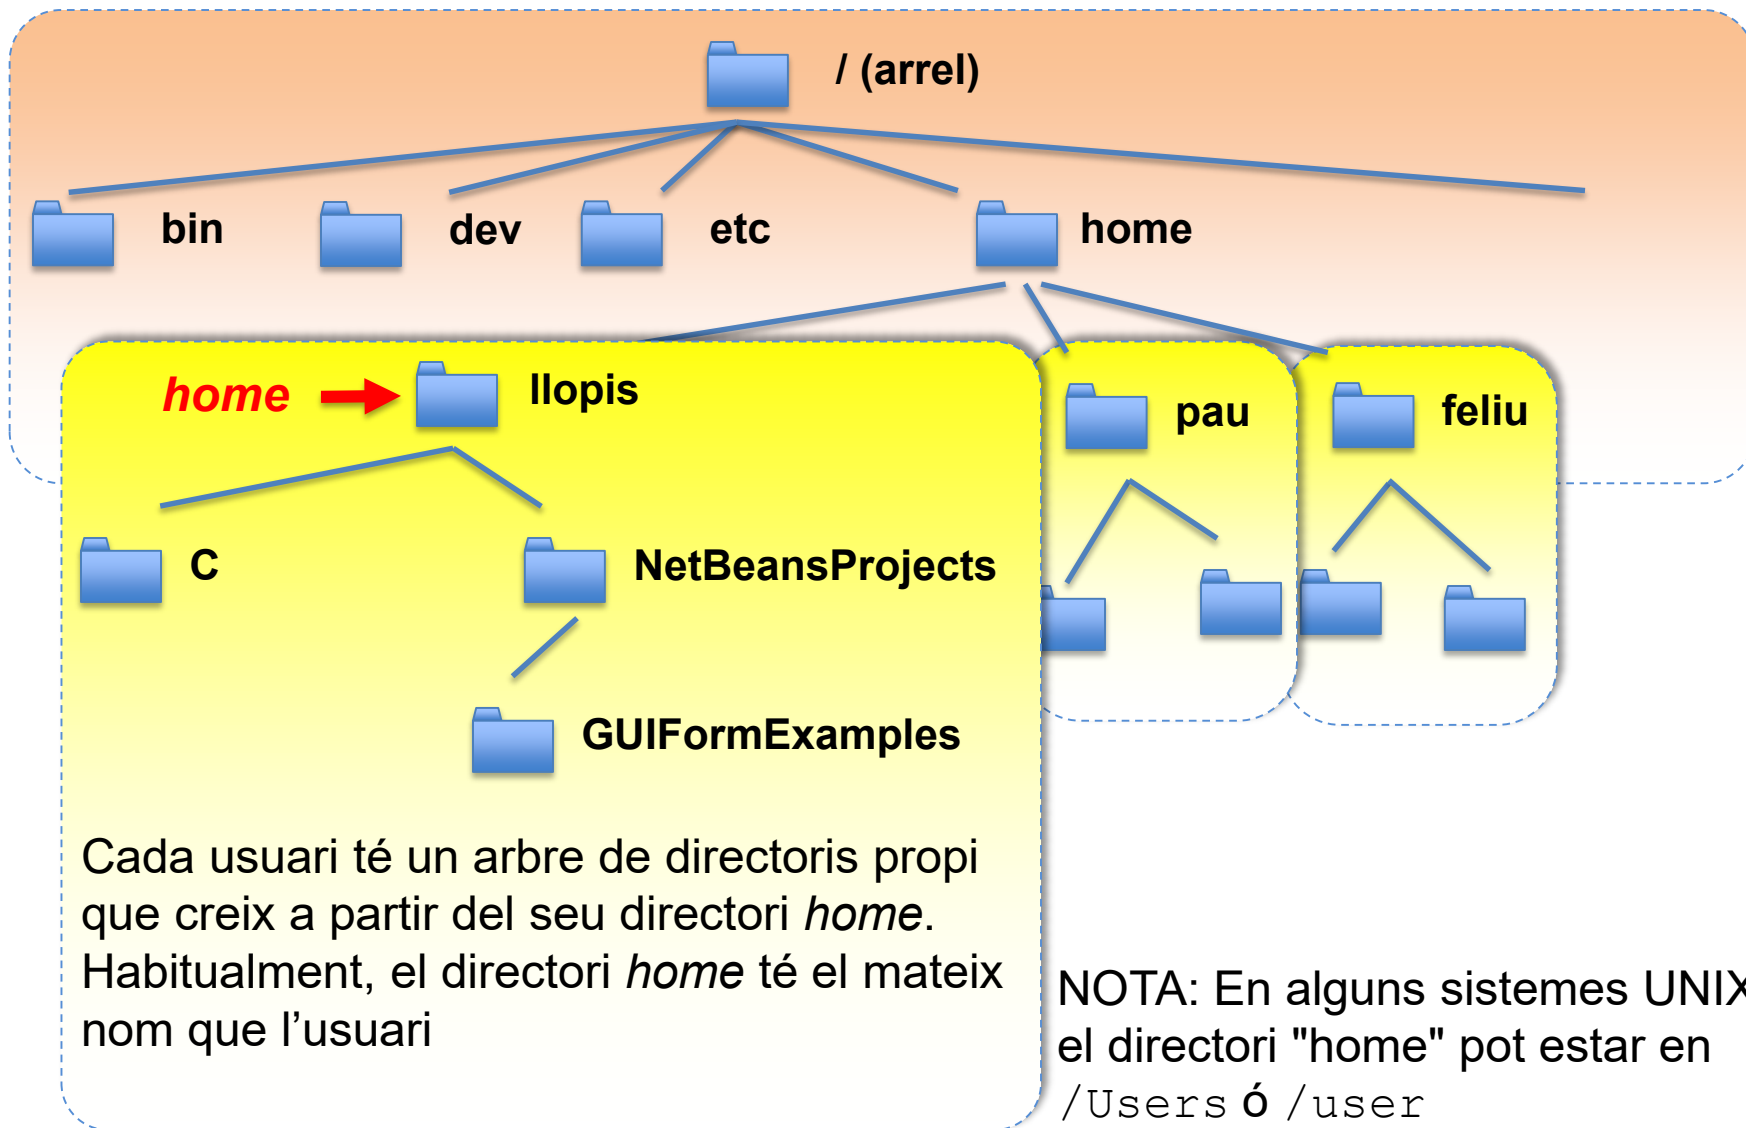 / (arrel)
bin
dev
etc
home
home
llopis
pau
feliu
C
NetBeansProjects
GUIFormExamples
Cada usuari té un arbre de directoris propi
que creix a partir del seu directori home.
Habitualment, el directori home té el mateix
nom que l’usuari
NOTA: En alguns sistemes UNIX
el directori "home" pot estar en
/Users ó /user